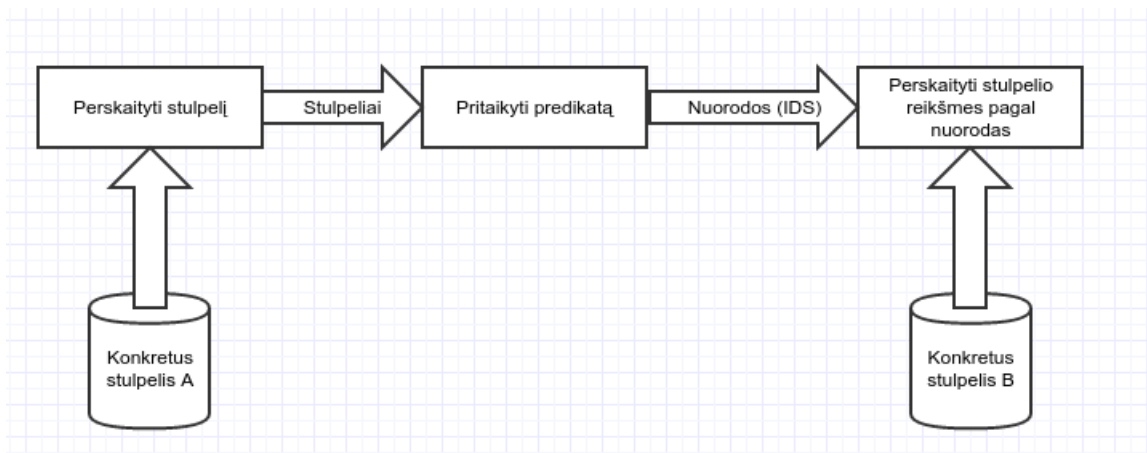 Perskaityti stulpelį
Stulpeliai
Pritaikyti predikatą
Nuorodos (IDS)
Perskaityti stulpelio
reikšmes pagal
nuorodas
Konkretus
stulpelis A
Konkretus
stulpelis B